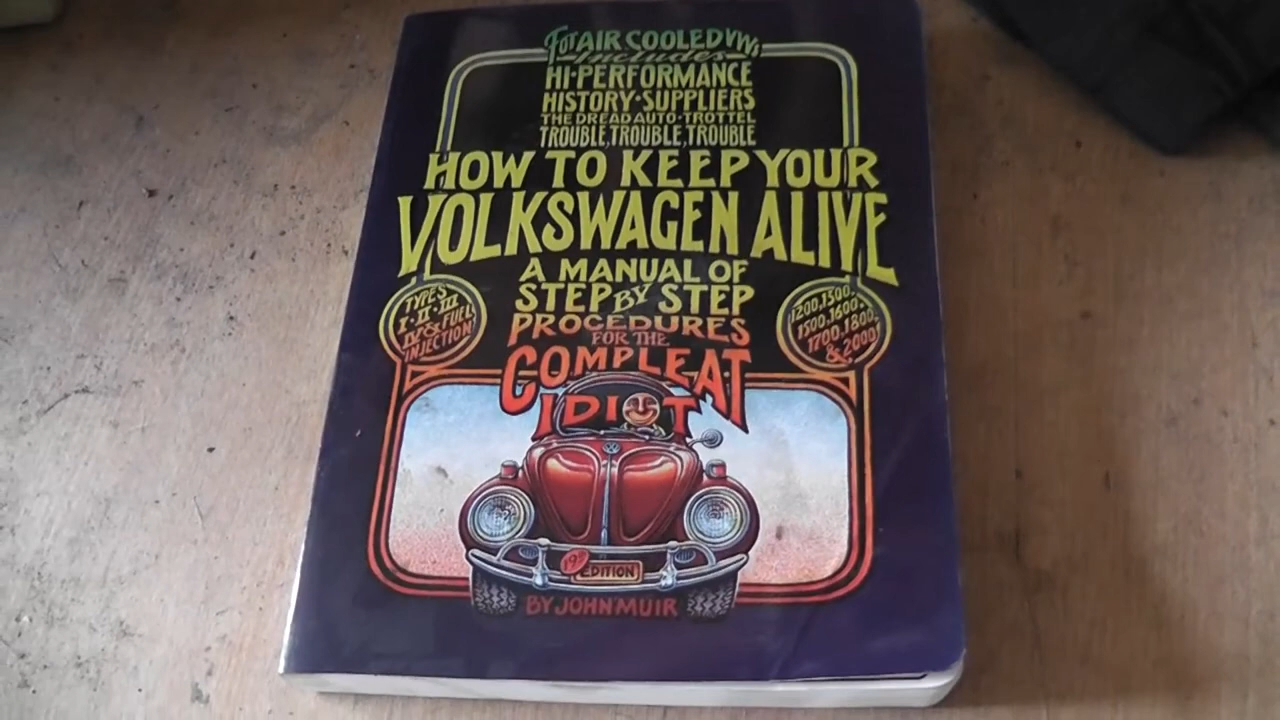 For AIR COOLED VWs
includes
HI-PERFORMANCE
HISTORY·SUPPLIERS
THE DREAD AUTO-TROTTEL
TROUBLE, TROUBLE, TROUBLE
HOW TO KEEP YOUR
VOLKSWAGEN ALIVE
A MANUAL OF
STEP BY STEP
PROCEDURES
FOR THE
COMPLEAT
IDIOT
TYPES
I·II·III
IV & FUEL
INJECTION
1200, 1300,
1500, 1600,
1700, 1800,
& 2000
EDITION
BY JOHN MUIR